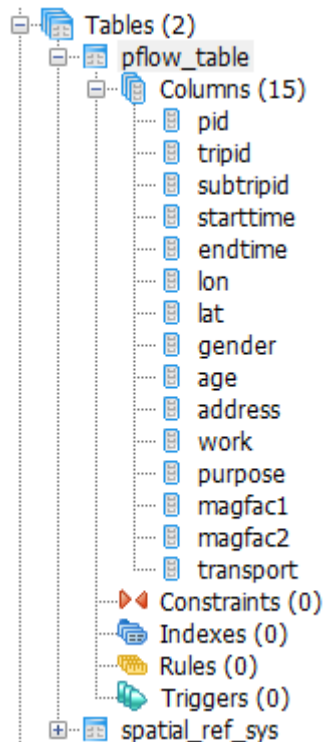 Tables (2)
pflow_table
Columns (15)
pid
tripid
subtripid
starttime
endtime
lon
lat
gender
age
address
work
purpose
magfac1
magfac2
transport
Constraints (0)
Indexes (0)
Rules (0)
Triggers (0)
spatial_ref_sys